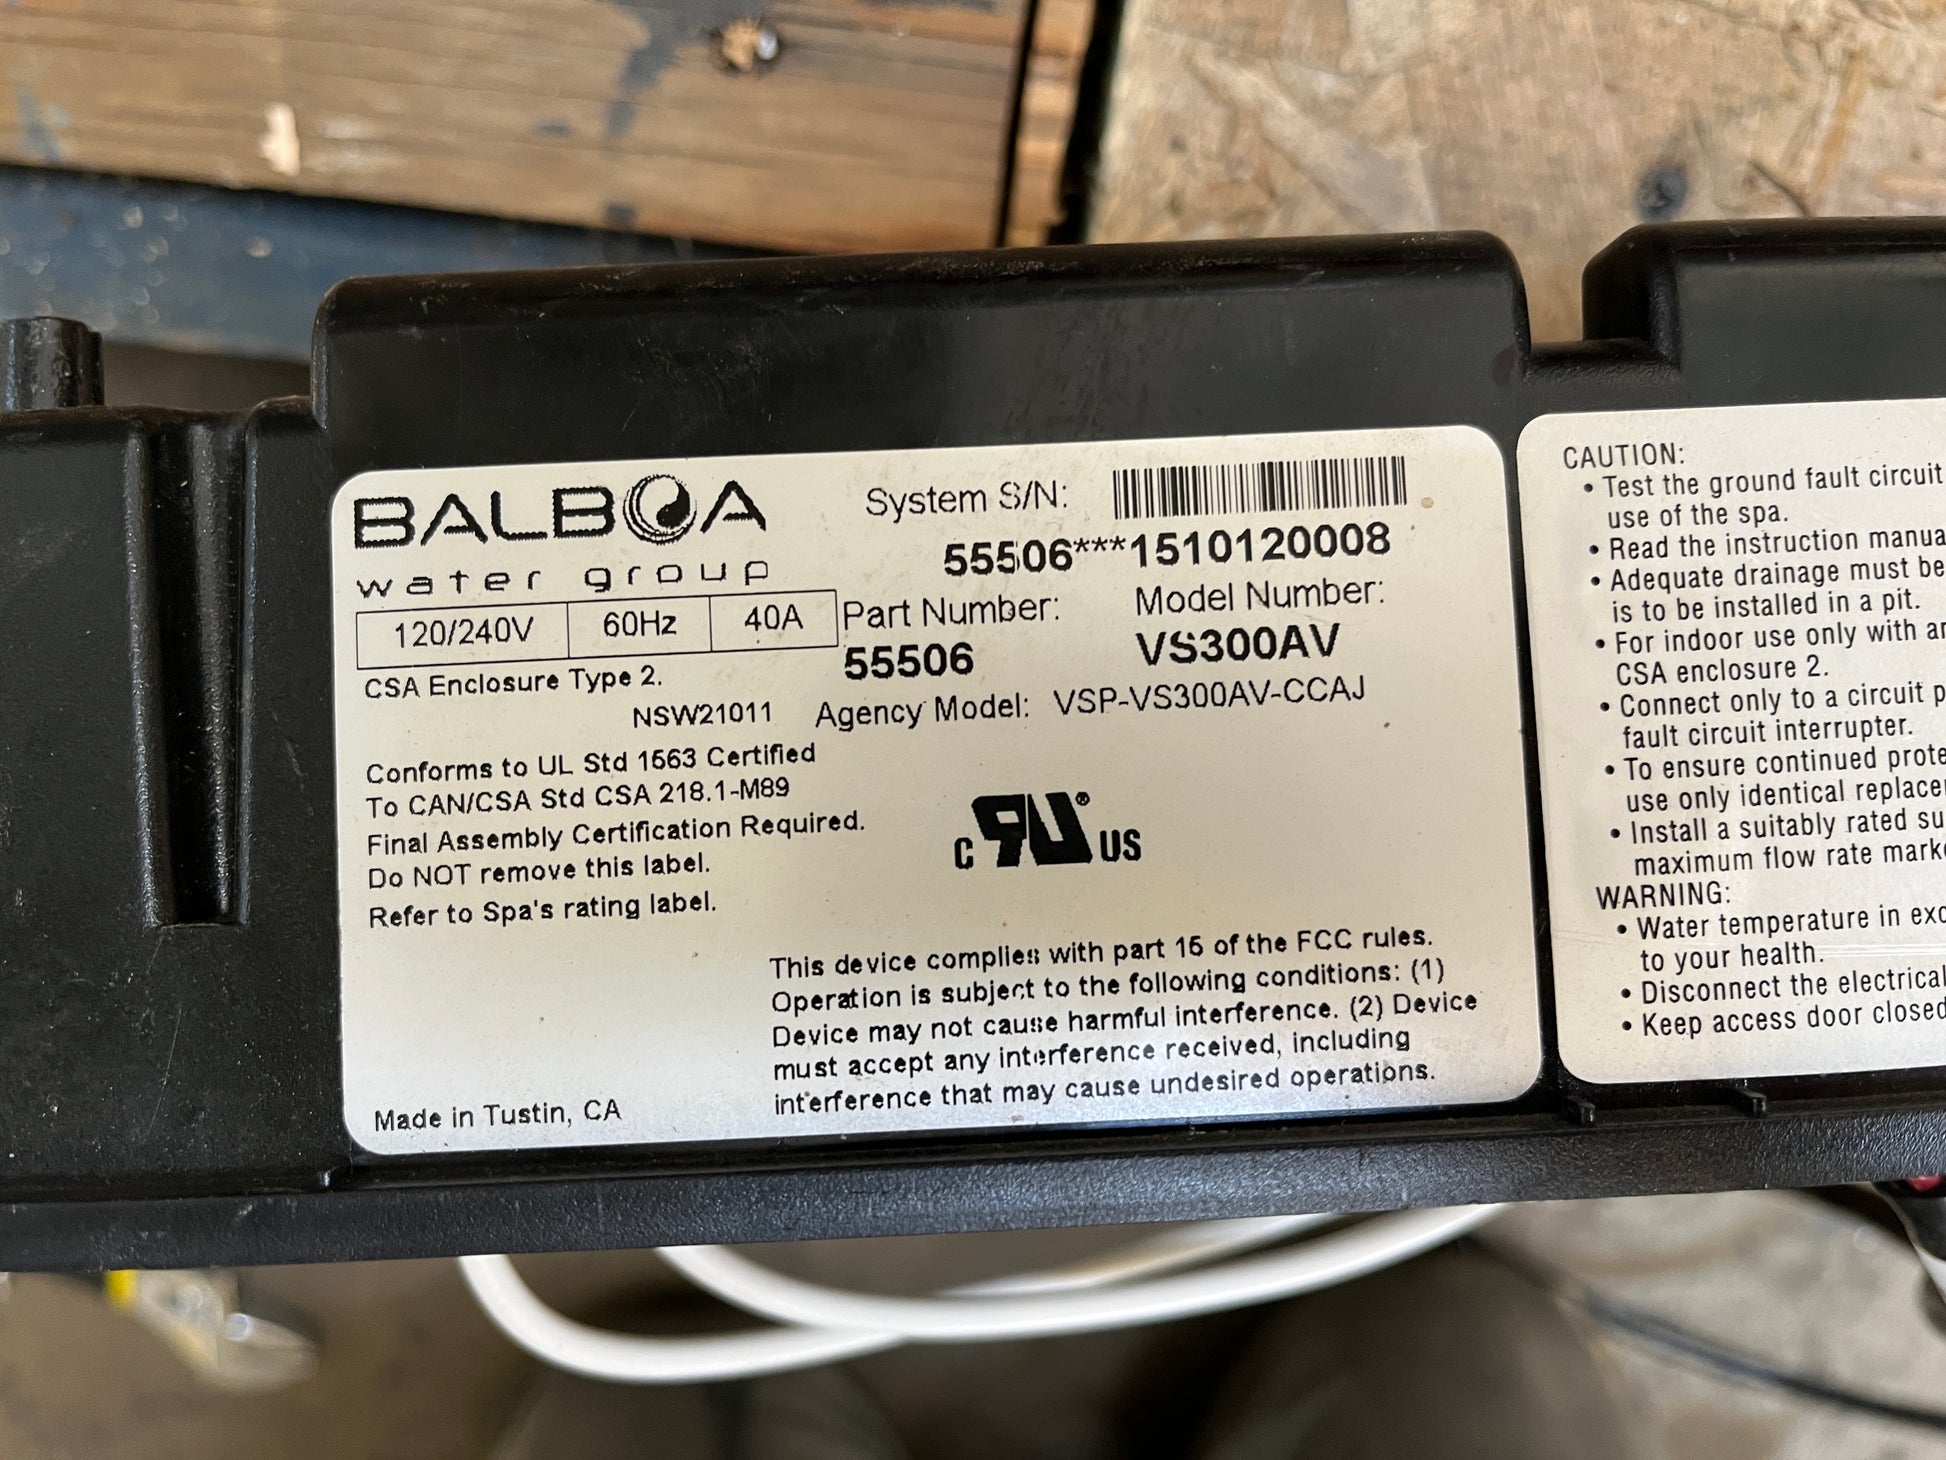 BALBOA
water group
System S/N:
55506***1510120008
120/240V 60Hz 40A
Part Number:
55506
Model Number:
VS300AV
CSA Enclosure Type 2.
NSW21011
Agency Model: VSP-VS300AV-CCAJ
Conforms to UL Std 1563 Certified
To CAN/CSA Std CSA 218.1-M89
Final Assembly Certification Required.
Do NOT remove this label.
Refer to Spa's rating label.
c RU® US
This device complies with part 15 of the FCC rules.
Operation is subject to the following conditions: (1)
Device may not cause harmful interference. (2) Device
must accept any interference received, including
interference that may cause undesired operations.
Made in Tustin, CA
CAUTION:
• Test the ground fault circuit
use of the spa.
• Read the instruction manua
• Adequate drainage must be
is to be installed in a pit.
• For indoor use only with
CSA enclosure 2.
• Connect only to a circuit
fault circuit interrupter.
• To ensure continued prote
use only identical replace
• Install a suitably rated su
maximum flow rate mark
WARNING:
• Water temperature in exc
to your health.
• Disconnect the electrical
• Keep access door closed